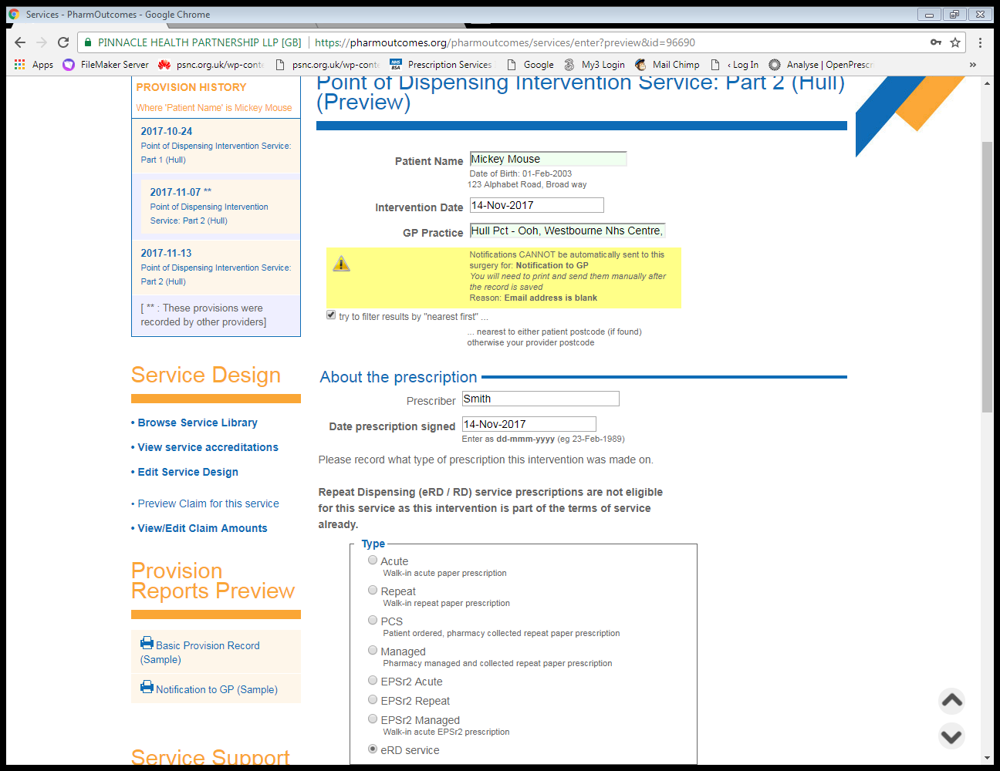 Services - PharmOutcomes - Google Chrome
PINNACLE HEALTH PARTNERSHIP LLP [GB] | https://pharmoutcomes.org/pharmoutcomes/services/enter?preview&id=96690
Apps FileMaker Server psnc.org.uk/wp-conte psnc.org.uk/wp-conte NHS BSA Prescription Services Google My3 Login Mail Chimp ‹ Log In Analyse | OpenPrescr »
PROVISION HISTORY
Where 'Patient Name' is Mickey Mouse
2017-10-24
Point of Dispensing Intervention Service:
Part 1 (Hull)
2017-11-07 **
Point of Dispensing Intervention
Service: Part 2 (Hull)
2017-11-13
Point of Dispensing Intervention Service:
Part 2 (Hull)
[ ** : These provisions were
recorded by other providers]
Service Design
• Browse Service Library
• View service accreditations
• Edit Service Design
• Preview Claim for this service
• View/Edit Claim Amounts
Provision
Reports Preview
Basic Provision Record
(Sample)
Notification to GP (Sample)
Service Support
Point of Dispensing Intervention Service: Part 2 (Hull)
(Preview)
Patient Name Mickey Mouse
Date of Birth: 01-Feb-2003
123 Alphabet Road, Broad way
Intervention Date 14-Nov-2017
GP Practice Hull Pct - Ooh, Westbourne Nhs Centre,
Notifications CANNOT be automatically sent to this
surgery for: Notification to GP
You will need to print and send them manually after
the record is saved
Reason: Email address is blank
try to filter results by "nearest first" ...
... nearest to either patient postcode (if found)
otherwise your provider postcode
About the prescription
Prescriber Smith
Date prescription signed 14-Nov-2017
Enter as dd-mmm-yyyy (eg 23-Feb-1989)
Please record what type of prescription this intervention was made on.
Repeat Dispensing (eRD / RD) service prescriptions are not eligible
for this service as this intervention is part of the terms of service
already.
Type
Acute
Walk-in acute paper prescription
Repeat
Walk-in repeat paper prescription
PCS
Patient ordered, pharmacy collected repeat paper prescription
Managed
Pharmacy managed and collected repeat paper prescription
EPSr2 Acute
EPSr2 Repeat
EPSr2 Managed
Walk-in acute EPSr2 prescription
eRD service